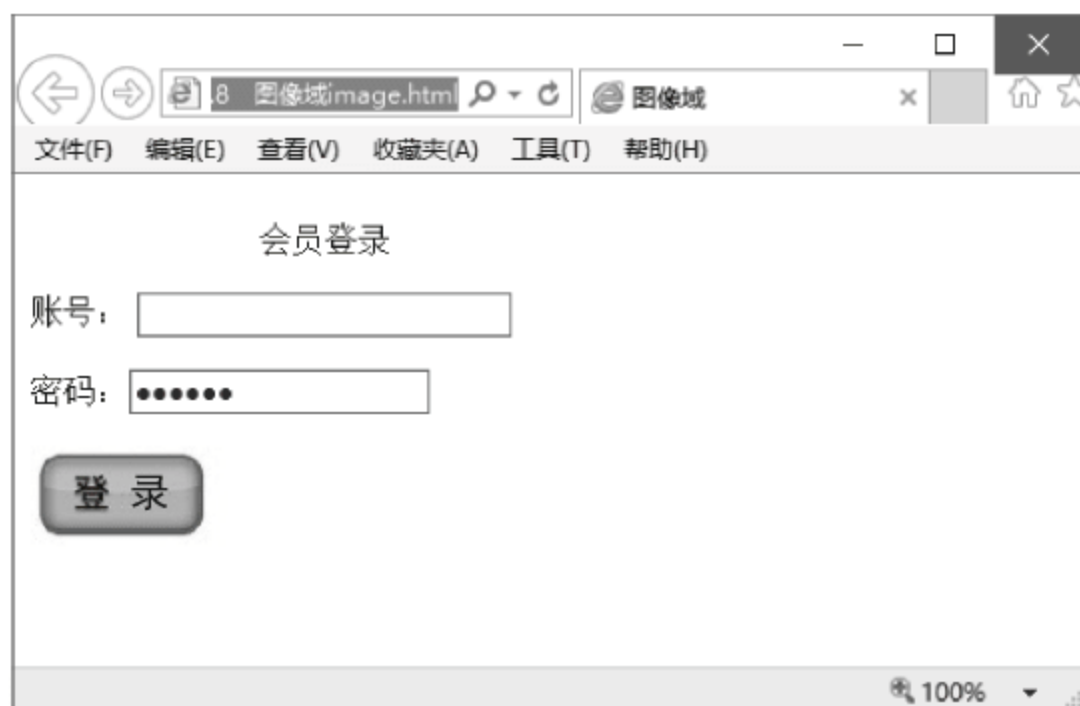 .8 图像域image.html 图像域
文件(F) 编辑(E) 查看(V) 收藏夹(A) 工具(T) 帮助(H)
会员登录
账号：
密码：••••••
登 录
100%